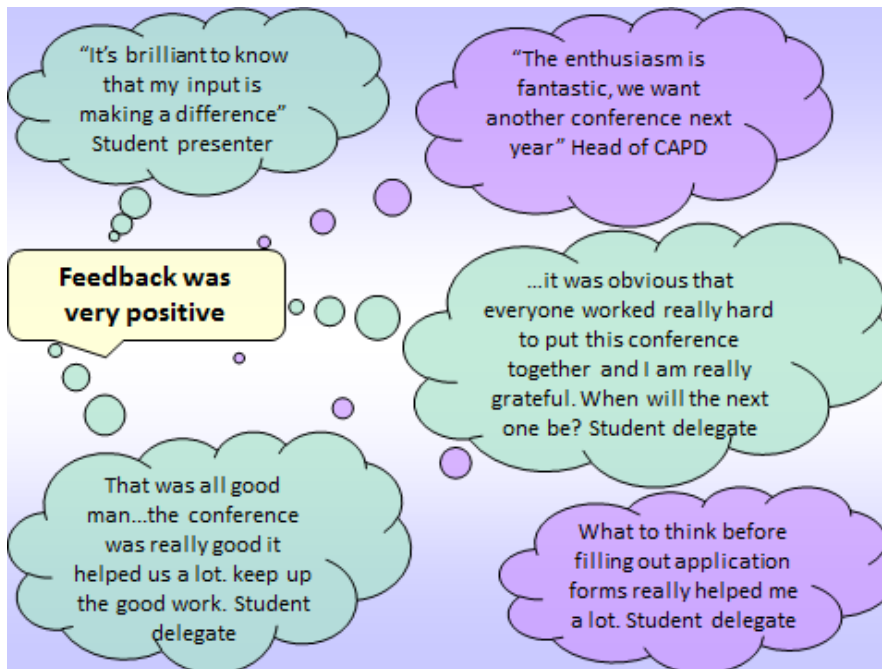 “It’s brilliant to know
that my input is
making a difference”
Student presenter
“The enthusiasm is
fantastic, we want
another conference next
year” Head of CAPD
Feedback was
very positive
...it was obvious that
everyone worked really hard
to put this conference
together and I am really
grateful. When will the next
one be? Student delegate
That was all good
man...the conference
was really good it
helped us a lot. keep up
the good work. Student
delegate
What to think before
filling out application
forms really helped me
a lot. Student delegate